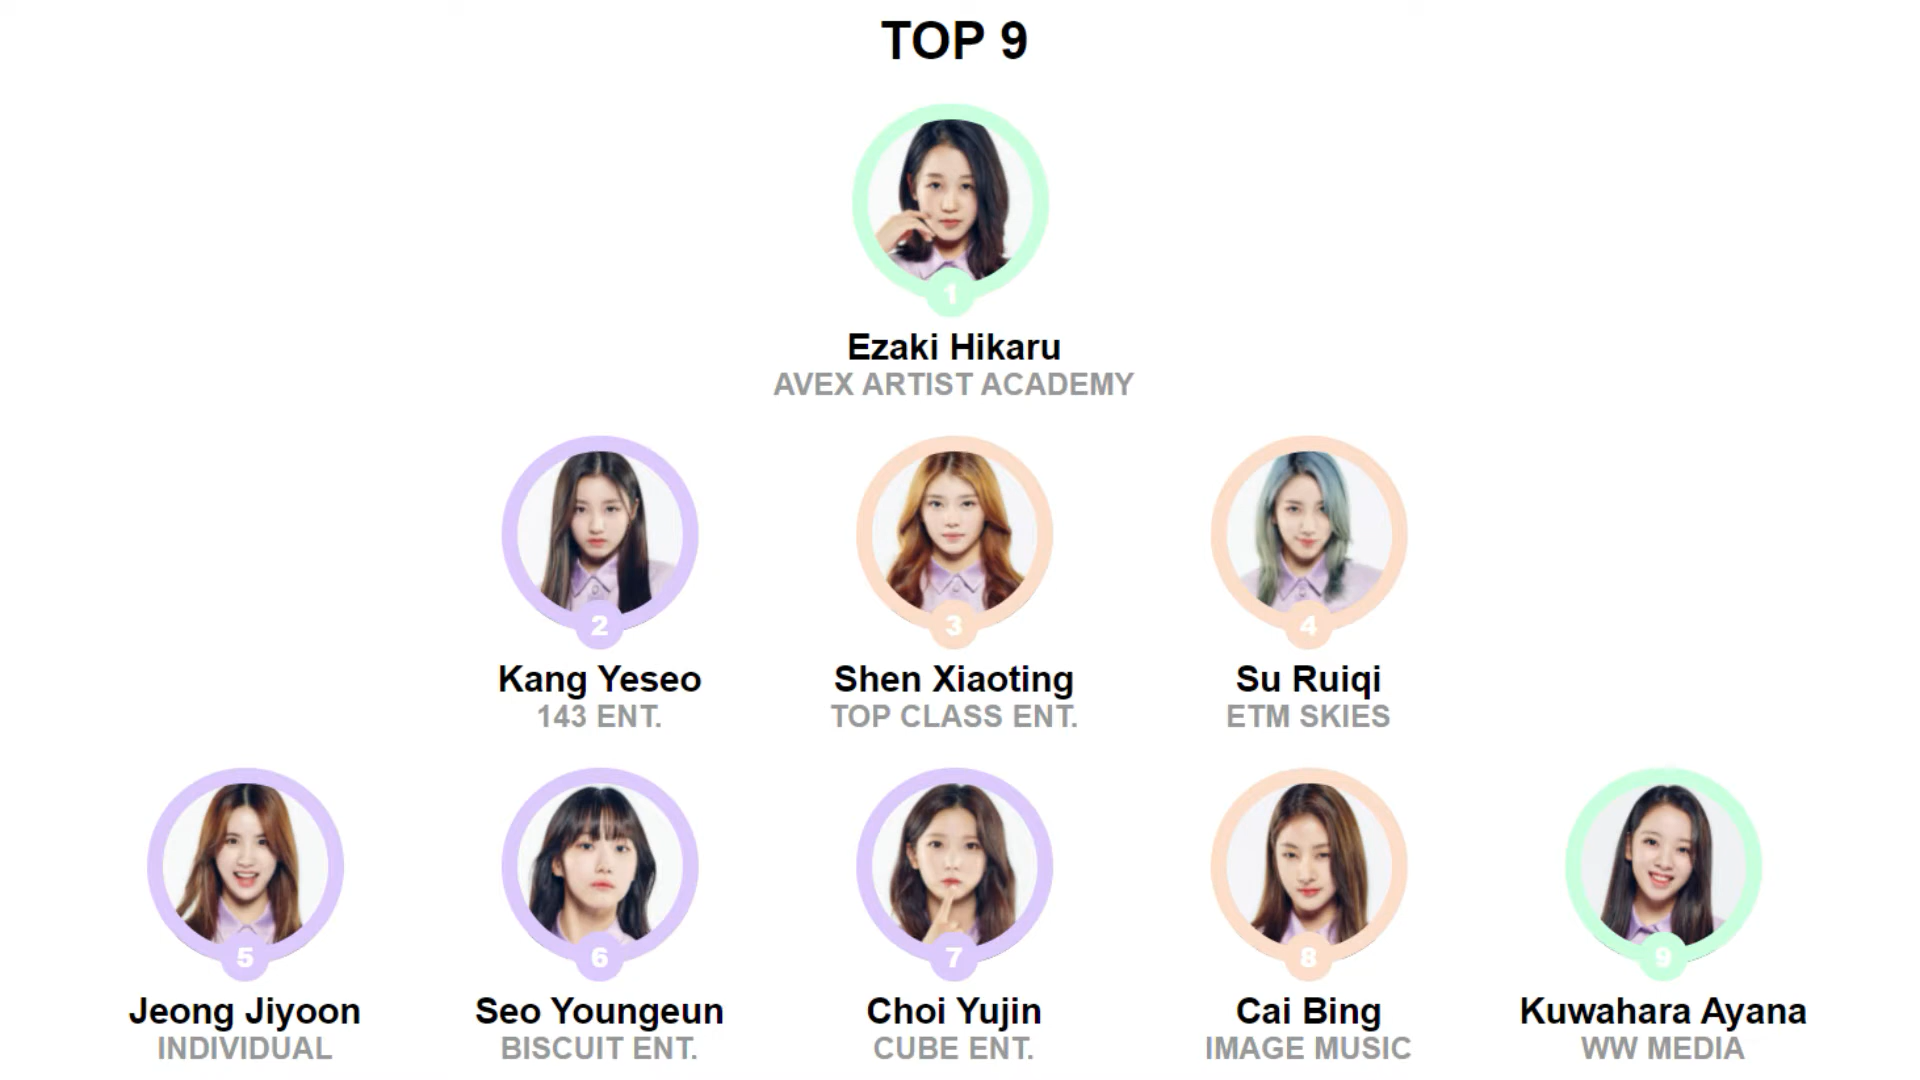 TOP 9
1
Ezaki Hikaru
AVEX ARTIST ACADEMY
2
Kang Yeseo
143 ENT.
3
Shen Xiaoting
TOP CLASS ENT.
4
Su Ruiqi
ETM SKIES
5
Jeong Jiyoon
INDIVIDUAL
6
Seo Youngeun
BISCUIT ENT.
7
Choi Yujin
CUBE ENT.
8
Cai Bing
IMAGE MUSIC
9
Kuwahara Ayana
WW MEDIA